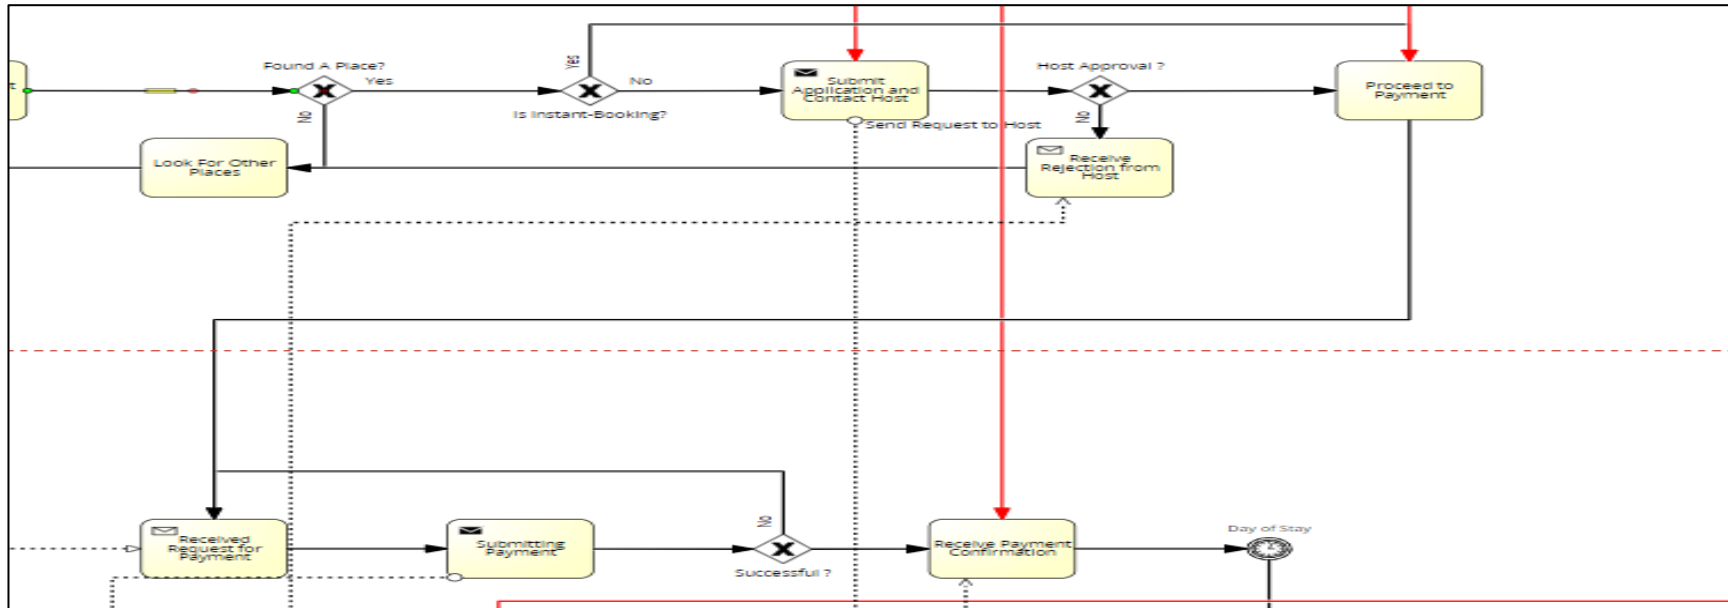 Found A Place?
Yes
Yes
No
Is Instant-Booking?
Submit
Application and
Contact Host
Host Approval ?
Proceed to
Payment
t
No
Send Request to Host
No
Look For Other
Places
Receive
Rejection from
Host
Received
Request for
Payment
Submitting
Payment
No
Successful ?
Receive Payment
Confirmation
Day of Stay